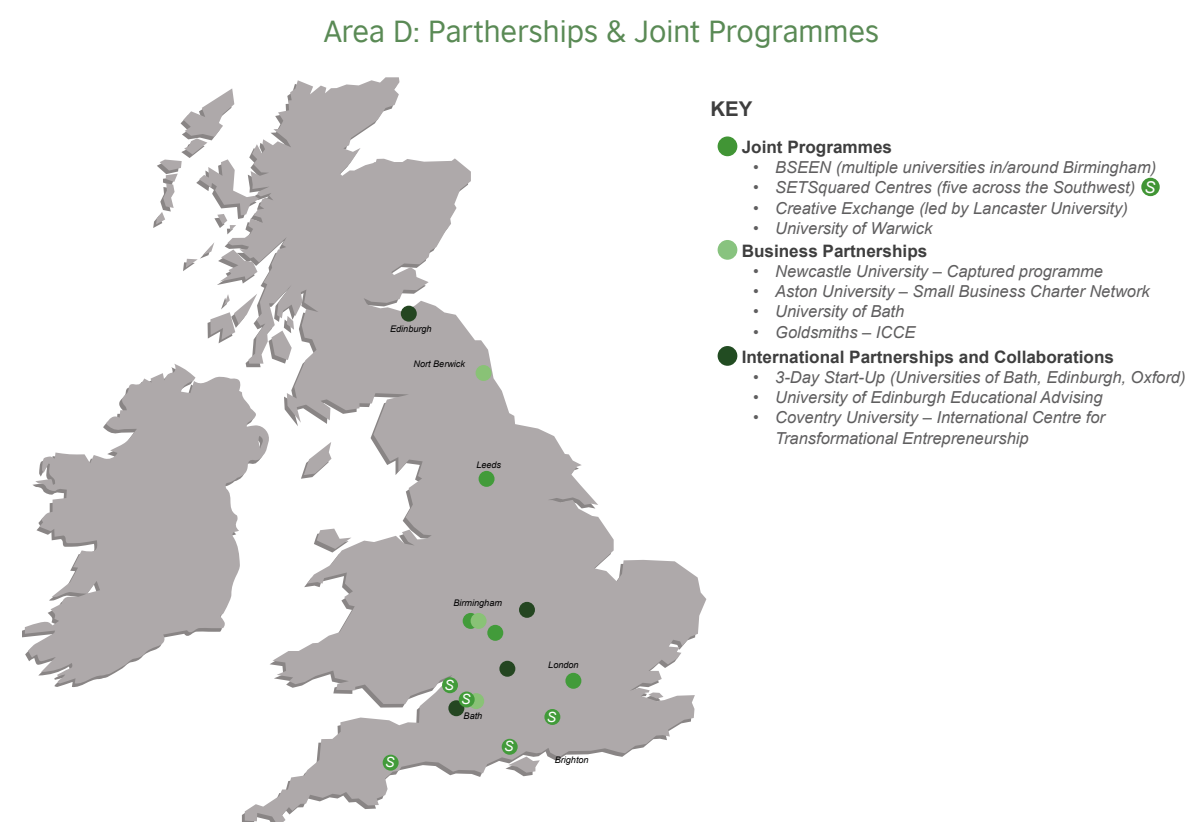 Area D: Partherships & Joint Programmes
KEY
Joint Programmes
• BSEEN (multiple universities in/around Birmingham)
• SETSquared Centres (five across the Southwest) S
• Creative Exchange (led by Lancaster University)
• University of Warwick
Business Partnerships
• Newcastle University – Captured programme
• Aston University – Small Business Charter Network
• University of Bath
• Goldsmiths – ICCE
International Partnerships and Collaborations
• 3-Day Start-Up (Universities of Bath, Edinburgh, Oxford)
• University of Edinburgh Educational Advising
• Coventry University – International Centre for
Transformational Entrepreneurship
Edinburgh
Nort Berwick
Leeds
Birmingham
London
S
S
Bath
S
S
Brighton
S